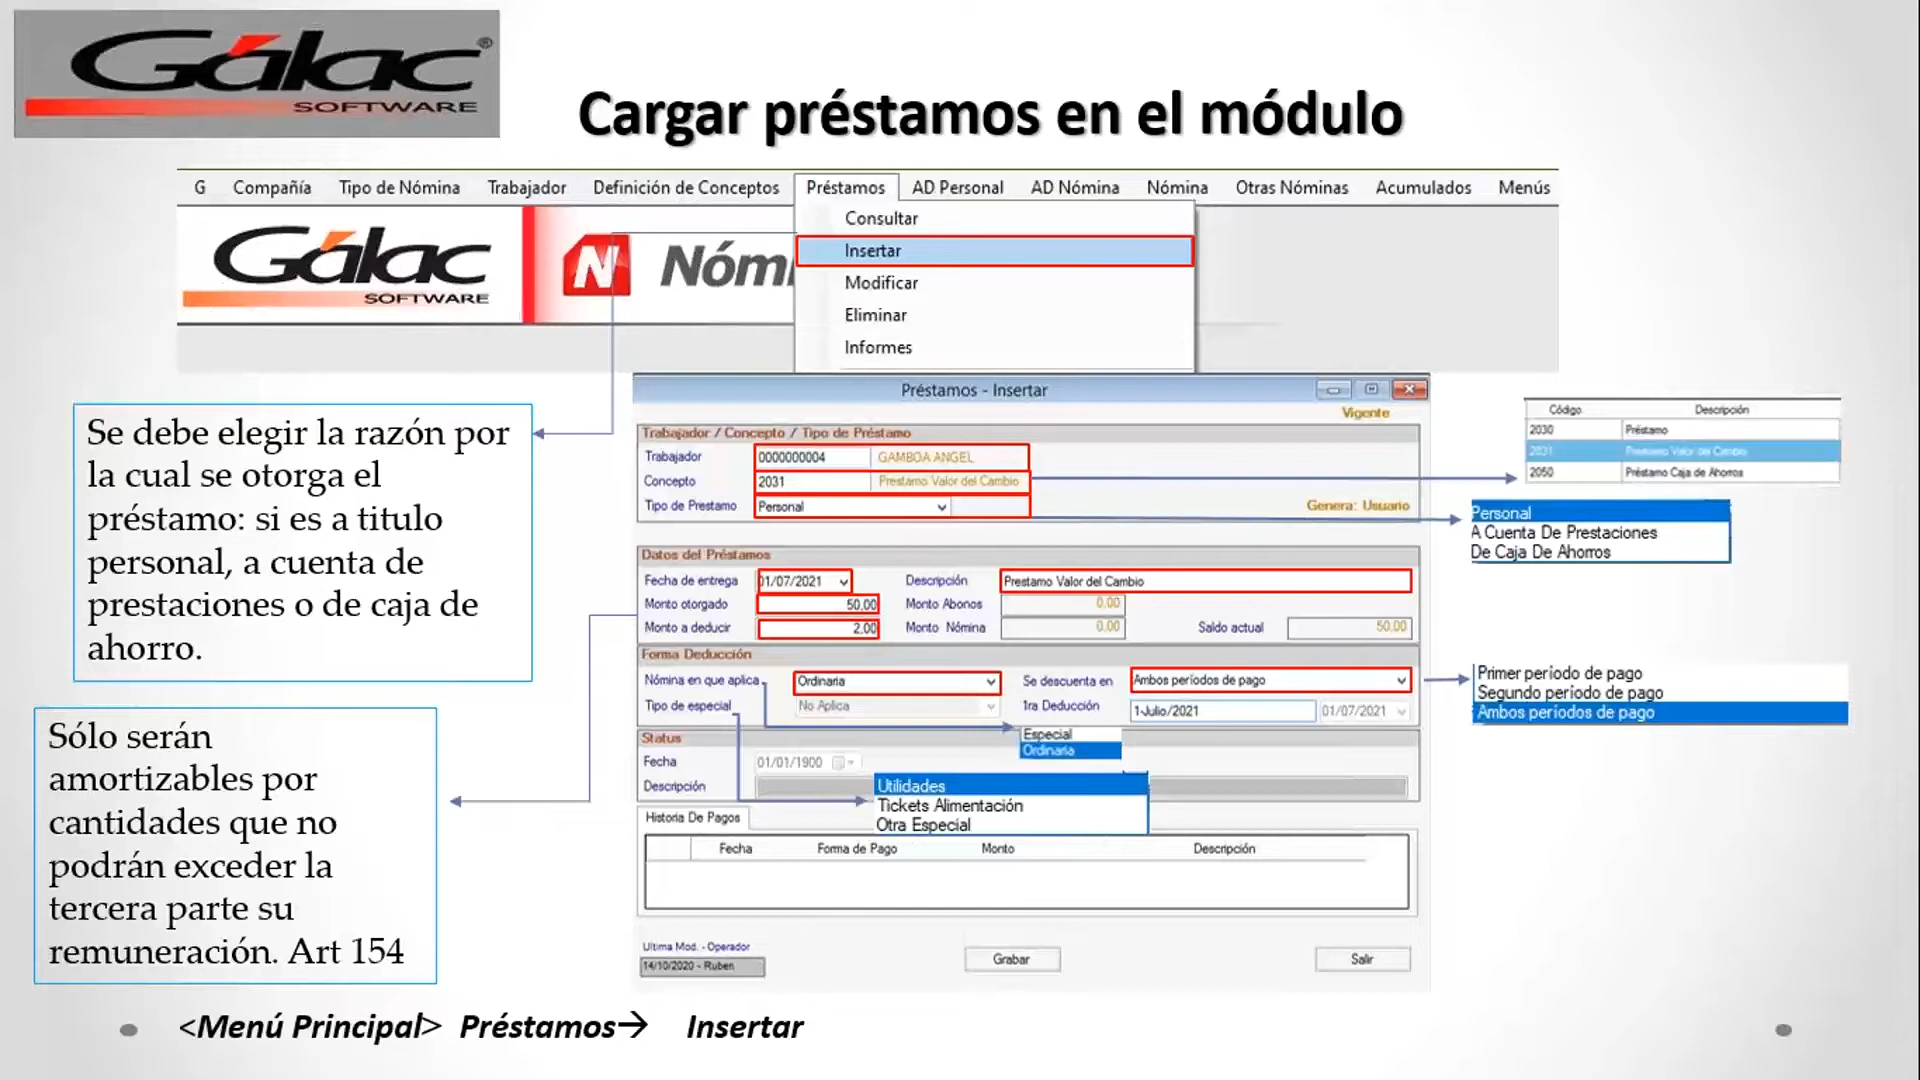 Gálac®
SOFTWARE
Cargar préstamos en el módulo
G Compañía Tipo de Nómina Trabajador Definición de Conceptos Préstamos AD Personal AD Nómina Nómina Otras Nóminas Acumulados Menús
Consultar
Insertar
Modificar
Eliminar
Informes
Gálac
SOFTWARE
N Nómi
Se debe elegir la razón por
la cual se otorga el
préstamo: si es a titulo
personal, a cuenta de
prestaciones o de caja de
ahorro.
Sólo serán
amortizables por
cantidades que no
podrán exceder la
tercera parte su
remuneración. Art 154
Préstamos - Insertar
Vigente
Trabajador / Concepto / Tipo de Préstamo
Trabajador 0000000004 GAMBOA ANGEL
Concepto 2031 Prestamo Valor del Cambio
Tipo de Prestamo Personal Genera: Usuario
Datos del Préstamos
Fecha de entrega 01/07/2021 Descripción Prestamo Valor del Cambio
Monto otorgado 50,00 Monto Abonos 0.00
Monto a deducir 2.00 Monto Nómina 0.00 Saldo actual 50.00
Forma Deducción
Nómina en que aplica Ordinaria Se descuenta en Ambos períodos de pago
Tipo de especial No Aplica 1ra Deducción 1-Julio/2021 01/07/2021
Especial
Ordinaria
Status
Fecha 01/01/1900
Descripción
Utilidades
Tickets Alimentación
Otra Especial
Historia De Pagos
Fecha Forma de Pago Monto Descripción
Ultima Mod. - Operador
14/10/2020 - Ruben
Grabar
Salir
Código Descripción
2030 Préstamo
2031 Prestamo Valor del Cambio
2050 Préstamo Caja de Ahorros
Personal
A Cuenta De Prestaciones
De Caja De Ahorros
Primer período de pago
Segundo período de pago
Ambos períodos de pago
<Menú Principal> Préstamos→ Insertar